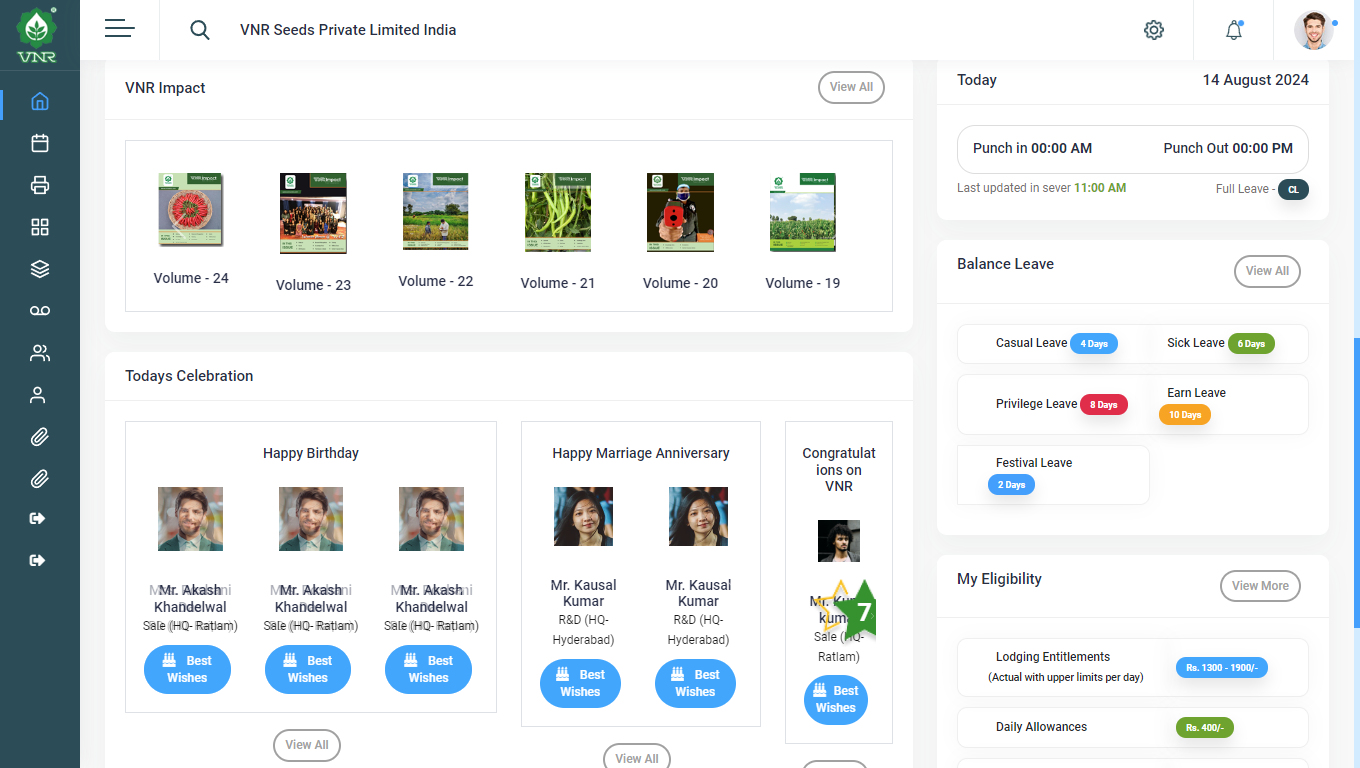 VNR
VNR Seeds Private Limited India
VNR Impact
View All
Volume - 24
Volume - 23
Volume - 22
Volume - 21
Volume - 20
Volume - 19
Todays Celebration
Happy Birthday
Mr. Akash
Khandelwal
Sale (HQ- Ratlam)
Best
Wishes
Mr. Akash
Khandelwal
Sale (HQ- Ratlam)
Best
Wishes
Mr. Akash
Khandelwal
Sale (HQ- Ratlam)
Best
Wishes
View All
Happy Marriage Anniversary
Mr. Kausal
Kumar
R&D (HQ-
Hyderabad)
Best
Wishes
Mr. Kausal
Kumar
R&D (HQ-
Hyderabad)
Best
Wishes
View All
Congratulat
ions on
VNR
7
Mr.
Sale (HQ-
Ratlam)
Best
Wishes
Today
14 August 2024
Punch in 00:00 AM
Punch Out 00:00 PM
Last updated in sever 11:00 AM
Full Leave - CL
Balance Leave
View All
Casual Leave 4 Days
Sick Leave 6 Days
Privilege Leave 8 Days
Earn Leave
10 Days
Festival Leave
2 Days
My Eligibility
View More
Lodging Entitlements
(Actual with upper limits per day)
Rs. 1300 - 1900/-
Daily Allowances
Rs. 400/-